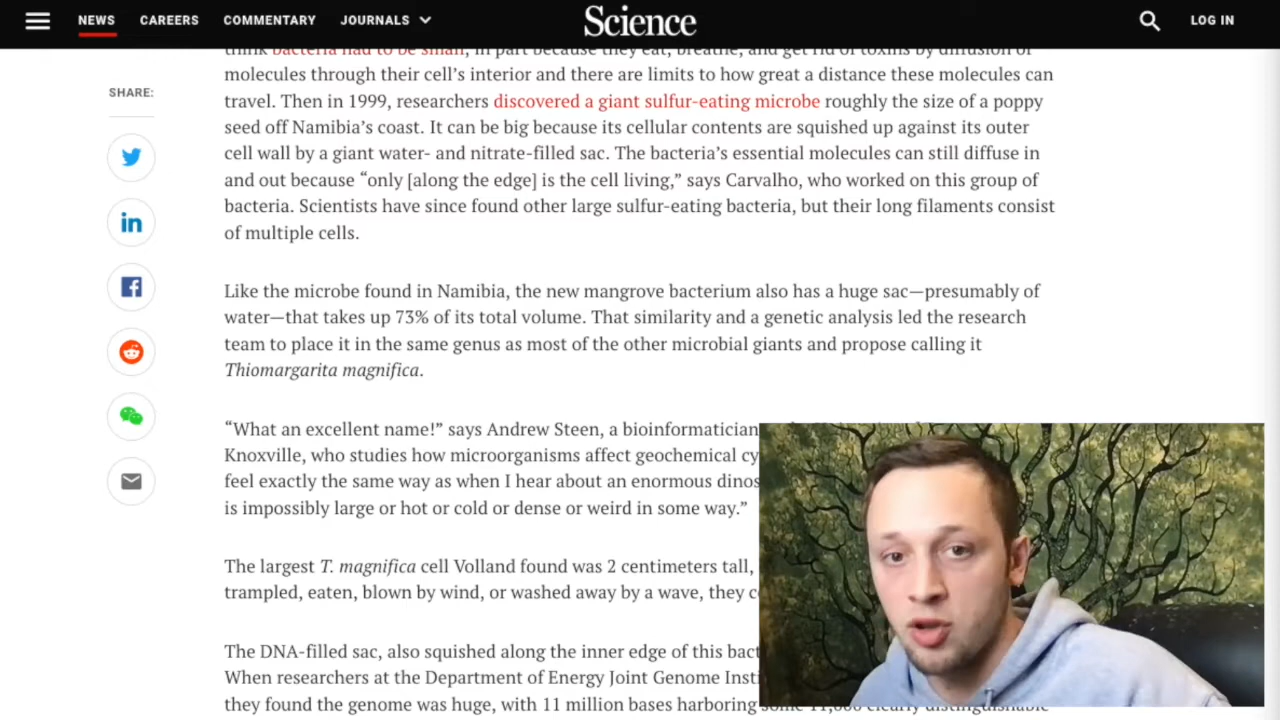 NEWS CAREERS COMMENTARY JOURNALS Science LOG IN
think bacteria had to be small, in part because they eat, breathe, and get rid of toxins by diffusion of
SHARE:
molecules through their cell’s interior and there are limits to how great a distance these molecules can
travel. Then in 1999, researchers discovered a giant sulfur-eating microbe roughly the size of a poppy
seed off Namibia’s coast. It can be big because its cellular contents are squished up against its outer
cell wall by a giant water- and nitrate-filled sac. The bacteria’s essential molecules can still diffuse in
and out because “only [along the edge] is the cell living,” says Carvalho, who worked on this group of
bacteria. Scientists have since found other large sulfur-eating bacteria, but their long filaments consist
of multiple cells.
Like the microbe found in Namibia, the new mangrove bacterium also has a huge sac—presumably of
water—that takes up 73% of its total volume. That similarity and a genetic analysis led the research
team to place it in the same genus as most of the other microbial giants and propose calling it
Thiomargarita magnifica.
“What an excellent name!” says Andrew Steen, a bioinformatician
Knoxville, who studies how microorganisms affect geochemical cy
feel exactly the same way as when I hear about an enormous dinos
is impossibly large or hot or cold or dense or weird in some way.”
The largest T. magnifica cell Volland found was 2 centimeters tall,
trampled, eaten, blown by wind, or washed away by a wave, they c
The DNA-filled sac, also squished along the inner edge of this bact
When researchers at the Department of Energy Joint Genome Insti
they found the genome was huge, with 11 million bases harboring some 11,000 clearly distinguishable